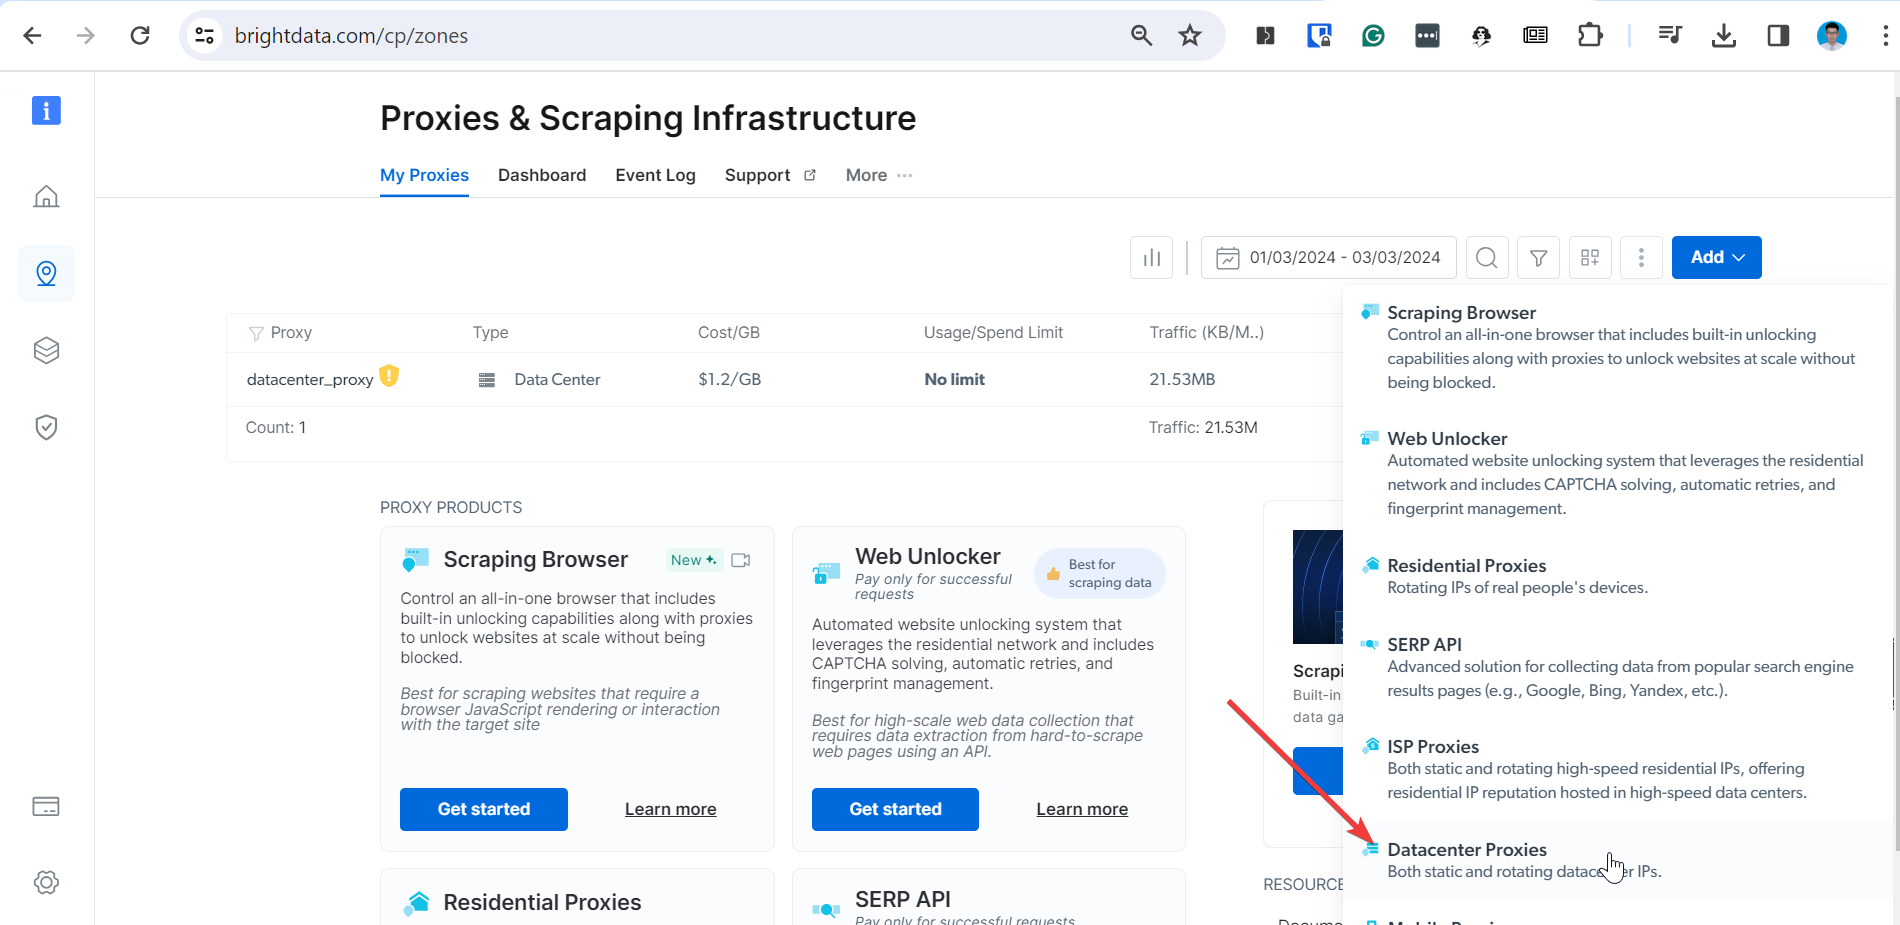 brightdata.com/cp/zones
Proxies & Scraping Infrastructure
My Proxies
Dashboard
Event Log
Support
More
01/03/2024 - 03/03/2024
Add
Proxy
Type
Cost/GB
Usage/Spend Limit
Traffic (KB/M..)
datacenter_proxy
Data Center
$1.2/GB
No limit
21.53MB
Count: 1
Traffic: 21.53M
Scraping Browser
Control an all-in-one browser that includes built-in unlocking
capabilities along with proxies to unlock websites at scale without
being blocked.
Web Unlocker
Automated website unlocking system that leverages the residential
network and includes CAPTCHA solving, automatic retries, and
fingerprint management.
Residential Proxies
Rotating IPs of real people's devices.
SERP API
Advanced solution for collecting data from popular search engine
results pages (e.g., Google, Bing, Yandex, etc.).
ISP Proxies
Both static and rotating high-speed residential IPs, offering
residential IP reputation hosted in high-speed data centers.
Datacenter Proxies
Both static and rotating datacenter IPs.
PROXY PRODUCTS
Scraping Browser
New
Control an all-in-one browser that includes
built-in unlocking capabilities along with proxies
to unlock websites at scale without being
blocked.
Best for scraping websites that require a
browser JavaScript rendering or interaction
with the target site
Get started
Learn more
Web Unlocker
Pay only for successful
requests
Best for
scraping data
Automated website unlocking system that
leverages the residential network and includes
CAPTCHA solving, automatic retries, and
fingerprint management.
Best for high-scale web data collection that
requires data extraction from hard-to-scrape
web pages using an API.
Get started
Learn more
Scrapi
Built-in
data ga
RESOURCE
Residential Proxies
SERP API
Pay only for successful requests